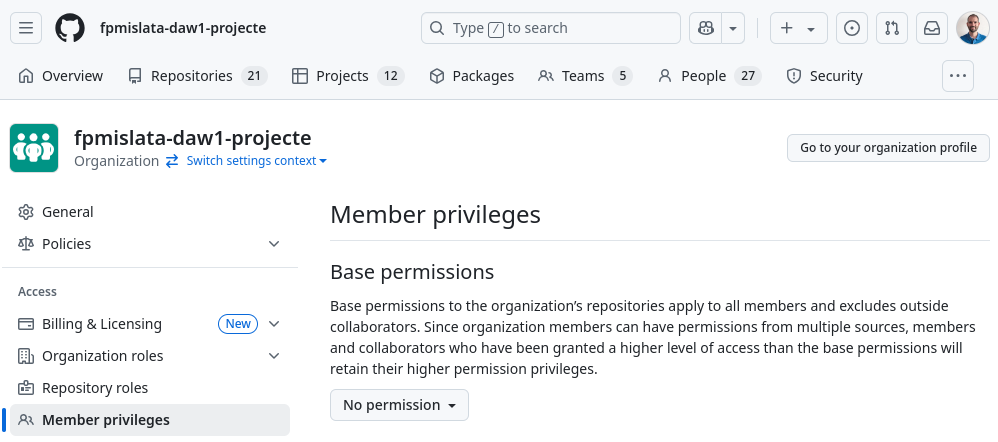 fpmislata-daw1-projecte
Type / to search
Overview
Repositories 21
Projects 12
Packages
Teams 5
People 27
Security
fpmislata-daw1-projecte
Organization Switch settings context
Go to your organization profile
General
Policies
Access
Billing & Licensing New
Organization roles
Repository roles
Member privileges
Member privileges
Base permissions
Base permissions to the organization’s repositories apply to all members and excludes outside
collaborators. Since organization members can have permissions from multiple sources, members
and collaborators who have been granted a higher level of access than the base permissions will
retain their higher permission privileges.
No permission